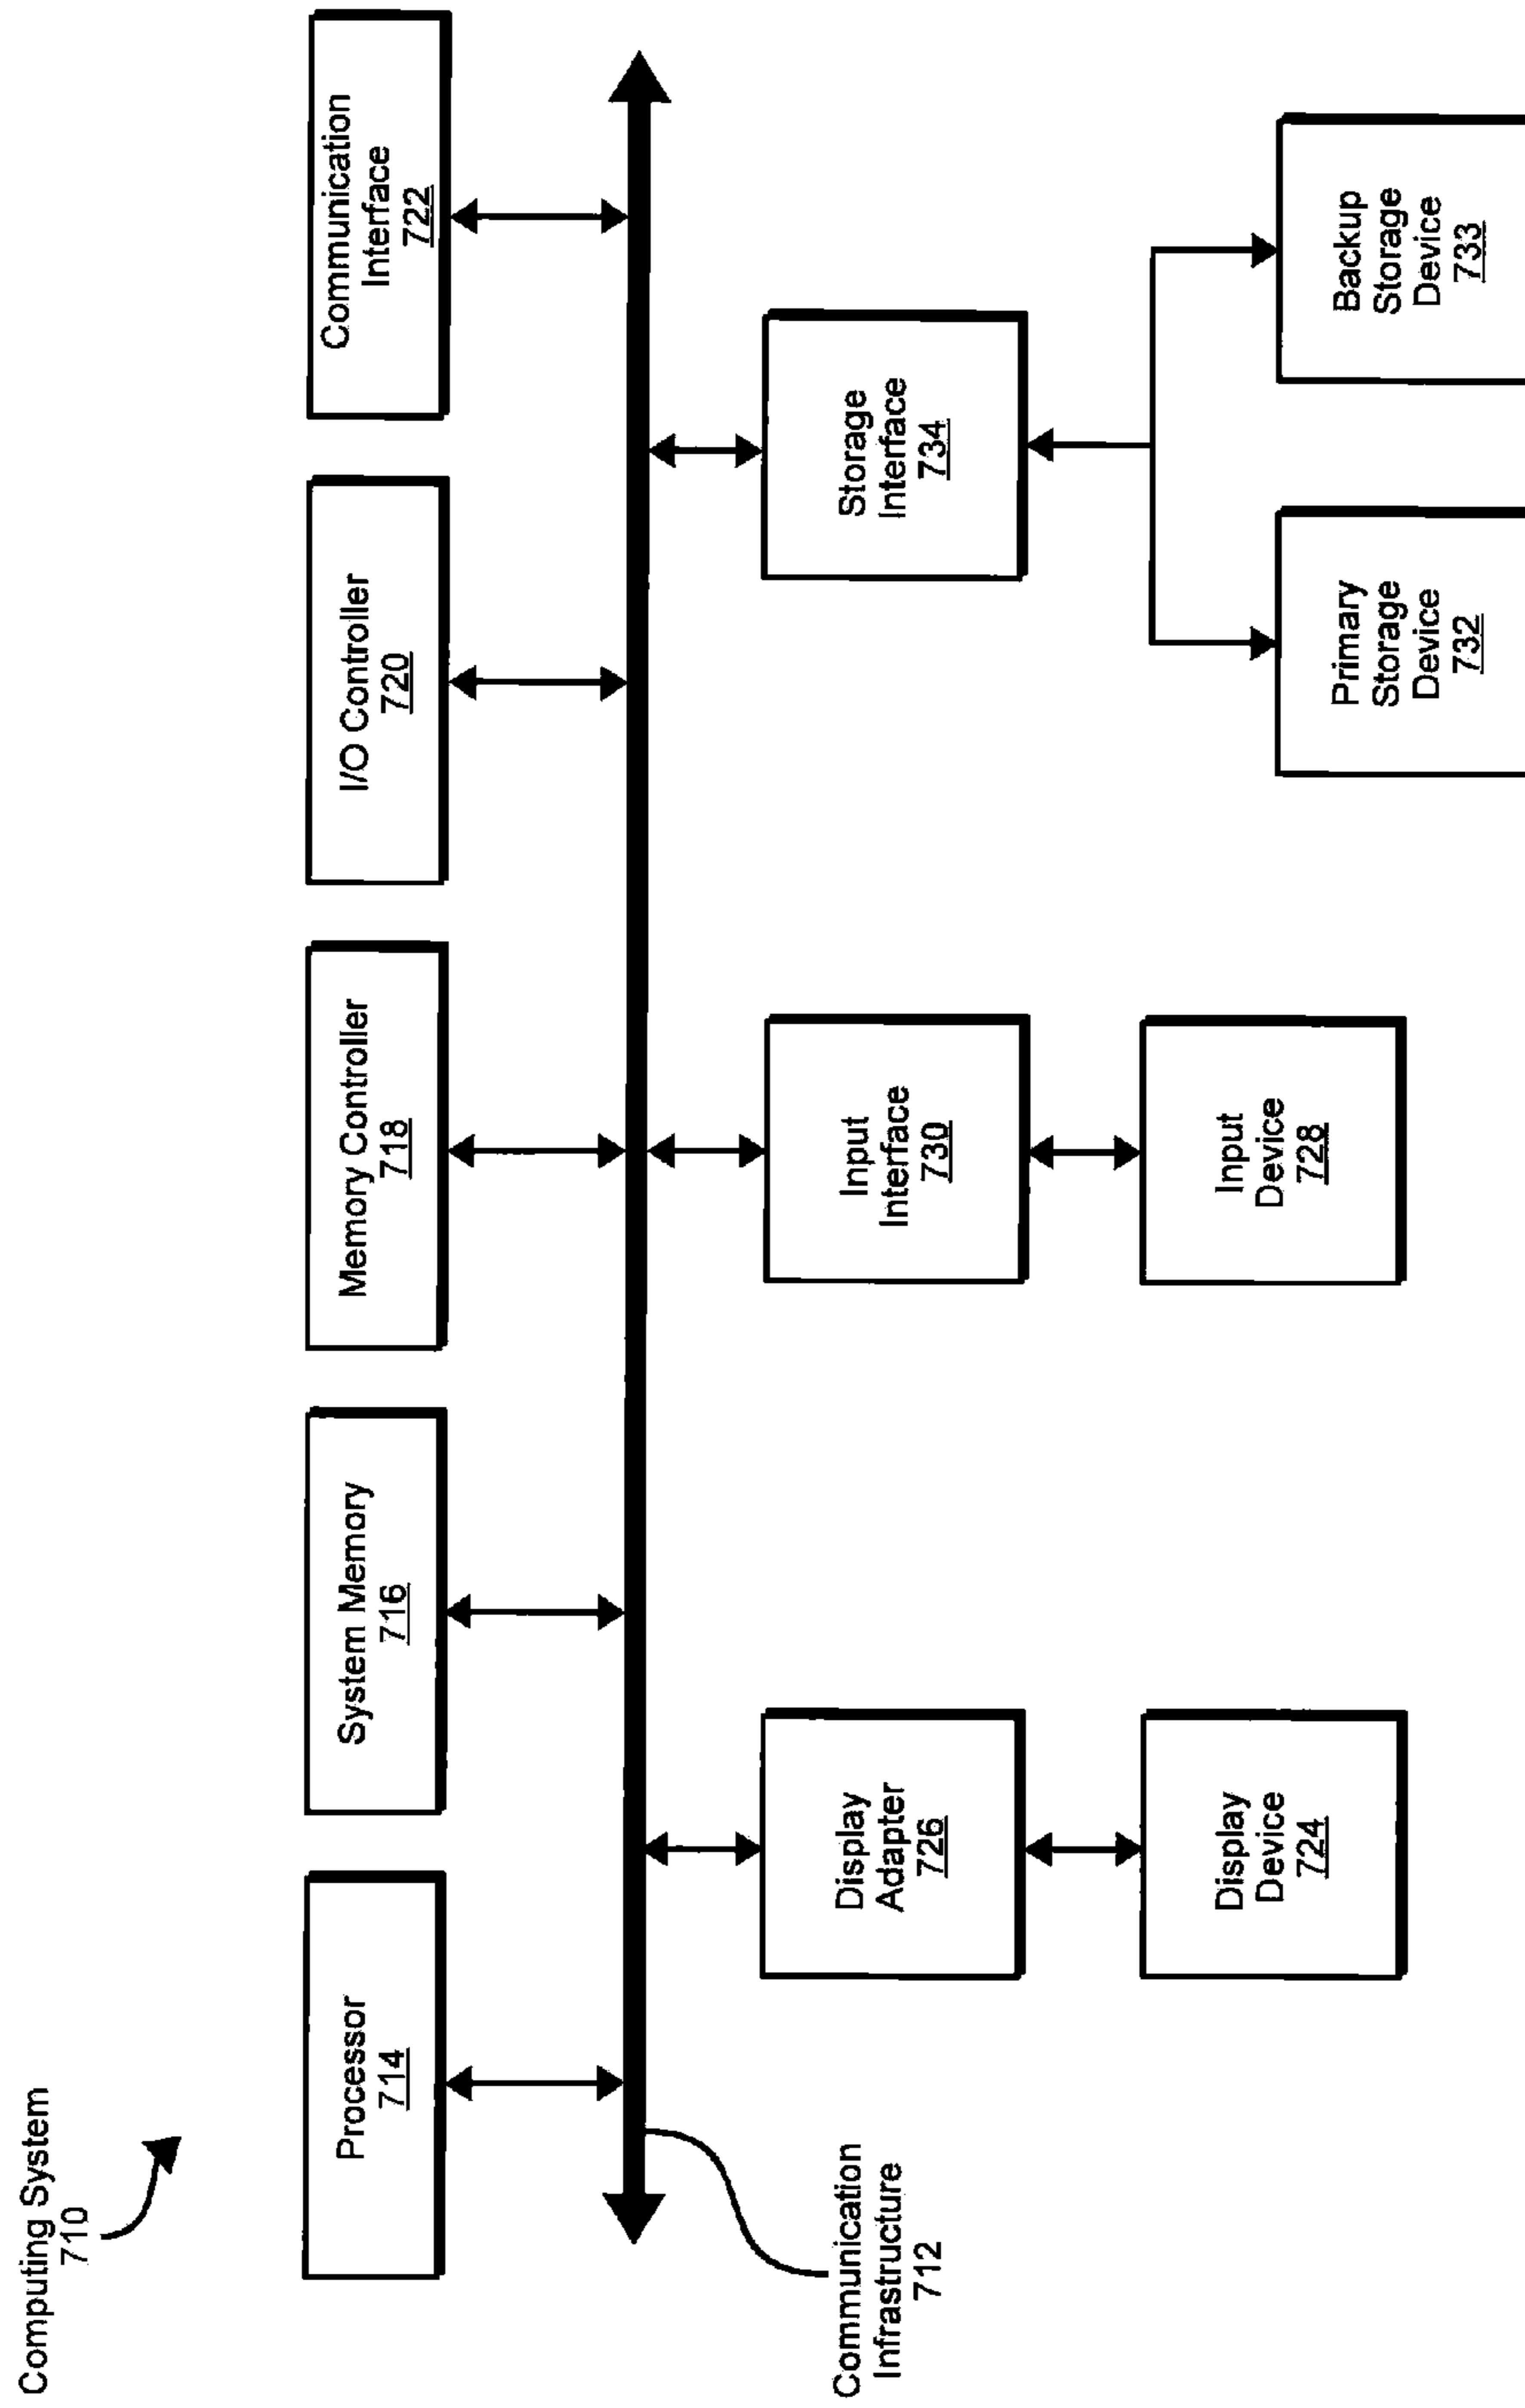 Computing System
710
Processor
714
System Memory
716
Memory Controller
718
I/O Controller
720
Communication
Interface
722
Communication
Infrastructure
712
Display
Adapter
726
Input
Interface
730
Storage
Interface
734
Display
Device
724
Input
Device
728
Primary
Storage
Device
732
Backup
Storage
Device
733